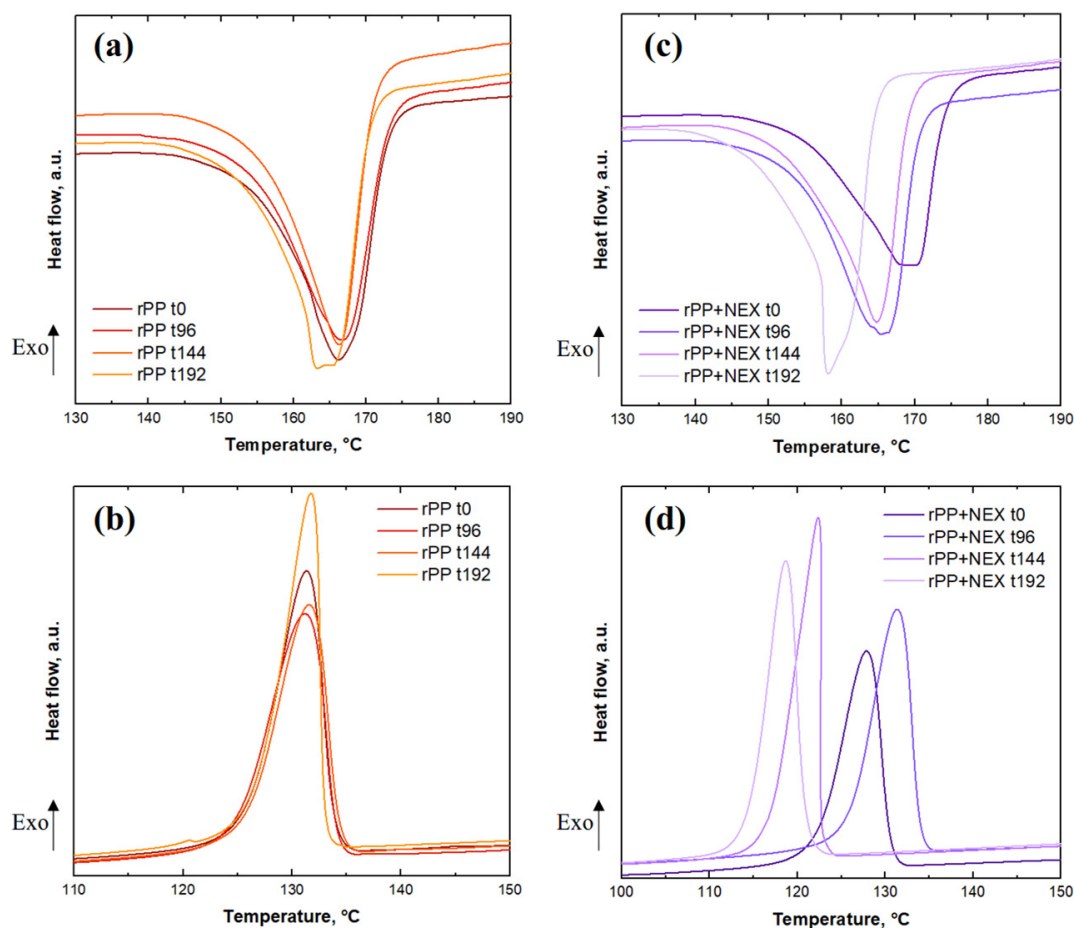 (a)
Heat flow, a.u.
Exo
rPP t0
rPP t96
rPP t144
rPP t192
130 140 150 160 170 180 190
Temperature, °C
(c)
Heat flow, a.u.
Exo
rPP+NEX t0
rPP+NEX t96
rPP+NEX t144
rPP+NEX t192
130 140 150 160 170 180 190
Temperature, °C
(b)
Heat flow, a.u.
Exo
rPP t0
rPP t96
rPP t144
rPP t192
110 120 130 140 150
Temperature, °C
(d)
Heat flow, a.u.
Exo
rPP+NEX t0
rPP+NEX t96
rPP+NEX t144
rPP+NEX t192
100 110 120 130 140 150
Temperature, °C